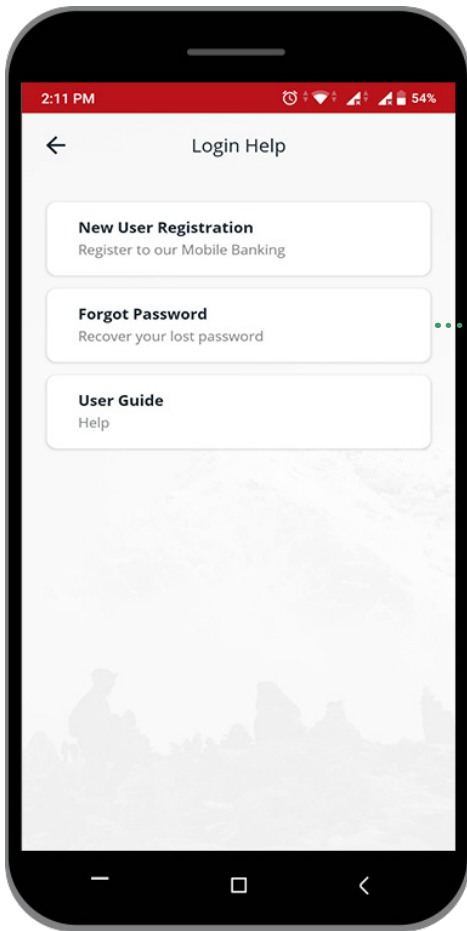 2:11 PM 54%
Login Help
New User Registration
Register to our Mobile Banking
Forgot Password
Recover your lost password
User Guide
Help